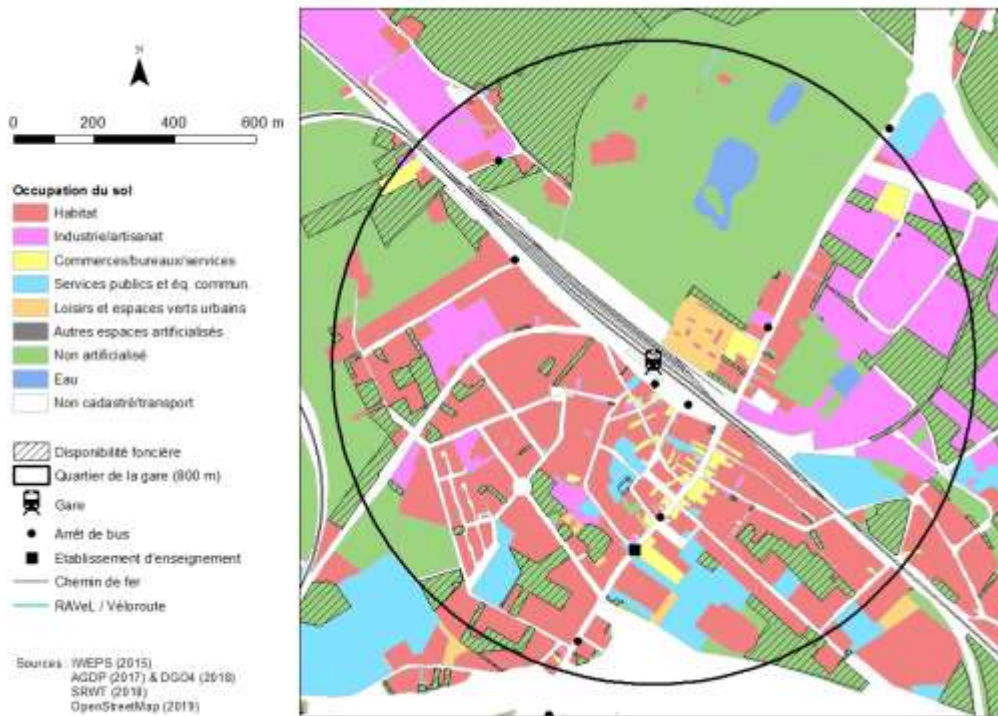 N
0 200 400 600 m
Occupation du sol
Habitat
Industrie/artisanat
Commerces/bureaux/services
Services publics et éq. commun.
Loisirs et espaces verts urbains
Autres espaces artificialisés
Non artificialisé
Eau
Non cadastré/transport
Disponibilité foncière
Quartier de la gare (800 m)
Gare
Arrêt de bus
Etablissement d'enseignement
Chemin de fer
RAVeL / Véloroute
Sources : IWEPS (2015)
AGDP (2017) & DGO4 (2018)
SRWT (2018)
OpenStreetMap (2019)